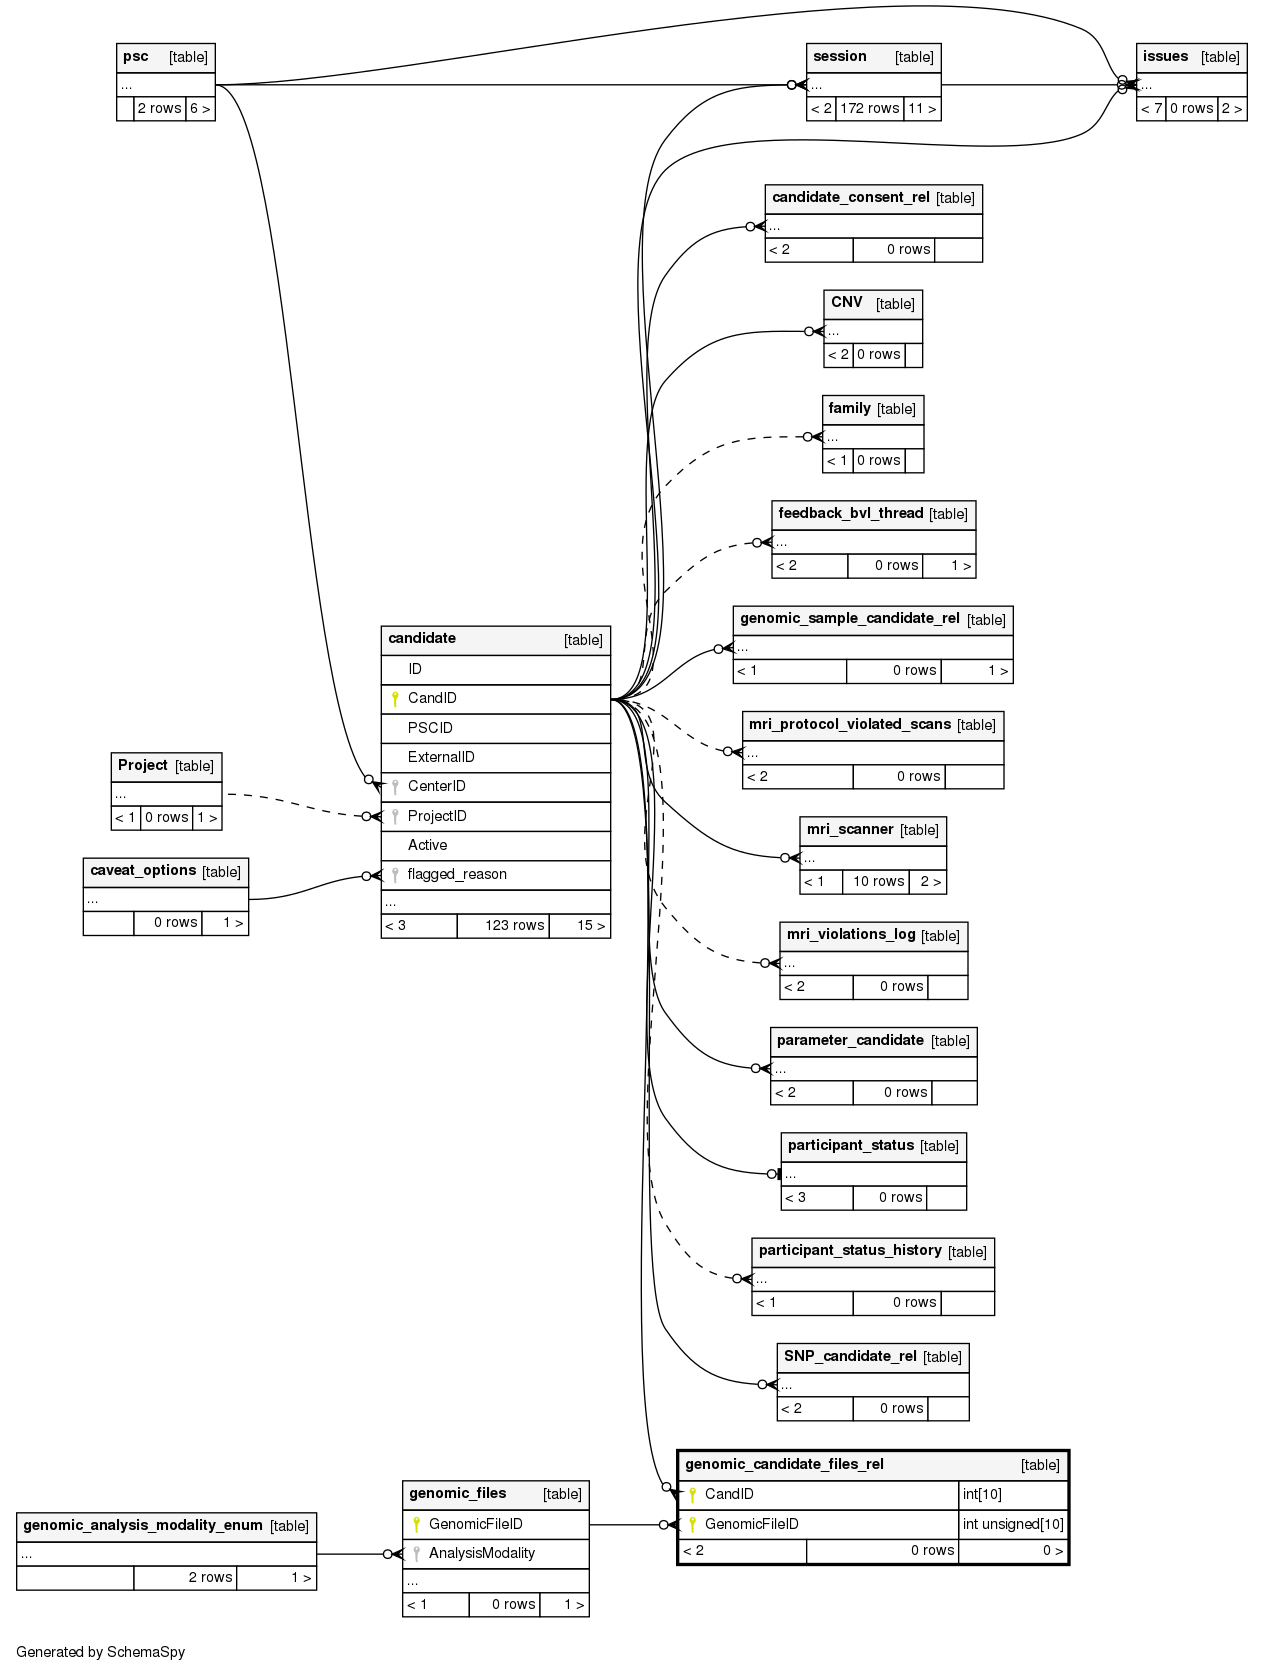 psc [table]
...
2 rows 6 >
session [table]
...
< 2 172 rows 11 >
issues [table]
...
< 7 0 rows 2 >
candidate_consent_rel [table]
...
< 2 0 rows
CNV [table]
...
< 2 0 rows
family [table]
...
< 1 0 rows
feedback_bvl_thread [table]
...
< 2 0 rows 1 >
genomic_sample_candidate_rel [table]
...
< 1 0 rows 1 >
candidate [table]
ID
CandID
PSCID
ExternalID
CenterID
ProjectID
Active
flagged_reason
...
< 3 123 rows 15 >
mri_protocol_violated_scans [table]
...
< 2 0 rows
Project [table]
...
< 1 0 rows 1 >
mri_scanner [table]
...
< 1 10 rows 2 >
caveat_options [table]
...
0 rows 1 >
mri_violations_log [table]
...
< 2 0 rows
parameter_candidate [table]
...
< 2 0 rows
participant_status [table]
...
< 3 0 rows
participant_status_history [table]
...
< 1 0 rows
SNP_candidate_rel [table]
...
< 2 0 rows
genomic_candidate_files_rel [table]
CandID int[10]
GenomicFileID int unsigned[10]
< 2 0 rows 0 >
genomic_files [table]
GenomicFileID
AnalysisModality
...
< 1 0 rows 1 >
genomic_analysis_modality_enum [table]
...
2 rows 1 >
Generated by SchemaSpy